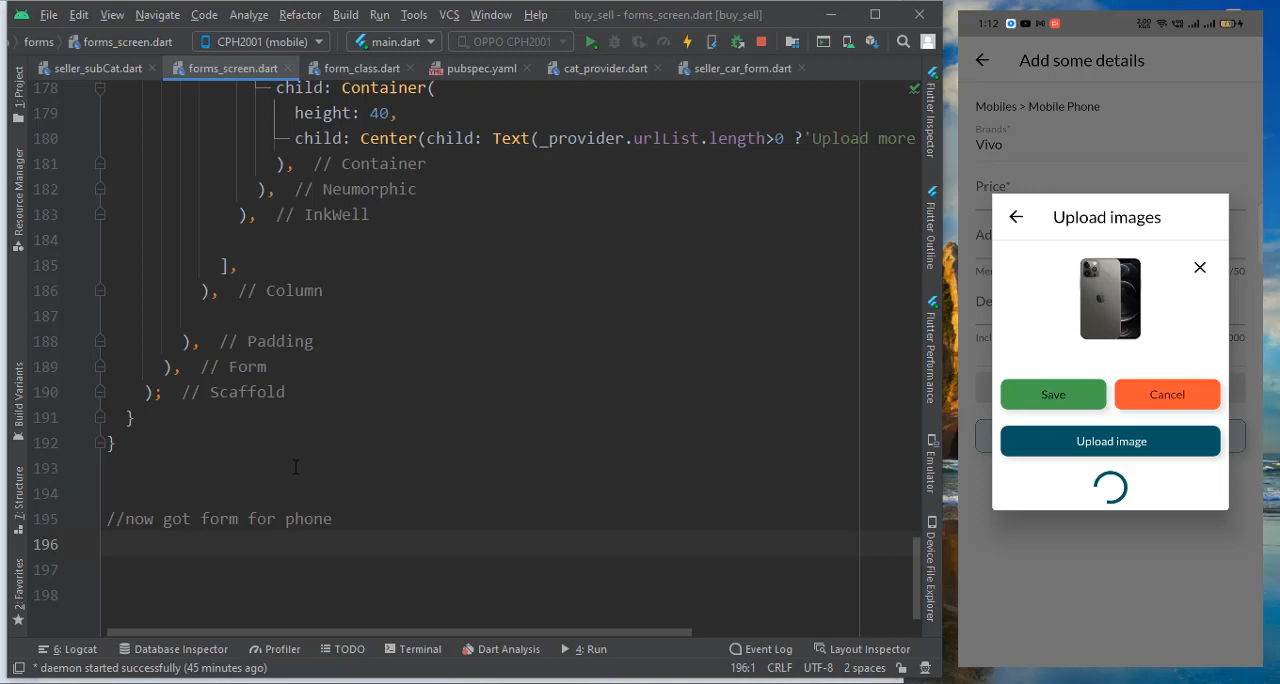 File Edit View Navigate Code Analyze Refactor Build Run Tools VCS Window Help buy_sell - forms_screen.dart [buy_sell]
forms forms_screen.dart CPH2001 (mobile) main.dart OPPO CPH2001
seller_subCat.dart forms_screen.dart form_class.dart pubspec.yaml cat_provider.dart seller_car_form.dart
178 child: Container(
179 height: 40,
180 child: Center(child: Text(_provider.urlList.length>0 ?'Upload more
181 ), // Container
182 ), // Neumorphic
183 ), // InkWell
184
185 ],
186 ), // Column
187
188 ), // Padding
189 ), // Form
190 ); // Scaffold
191 }
192 }
193
194
195 //now got form for phone
196
197
198
1: Project
Resource Manager
Build Variants
7: Structure
2: Favorites
Flutter Inspector
Flutter Outline
Flutter Performance
Emulator
Device File Explorer
6: Logcat Database Inspector Profiler TODO Terminal Dart Analysis 4: Run Event Log Layout Inspector
* daemon started successfully (45 minutes ago) 196:1 CRLF UTF-8 2 spaces
1:12
Add some details
Mobiles > Mobile Phone
Brands*
Vivo
Price*
Upload images
Save Cancel
Upload image